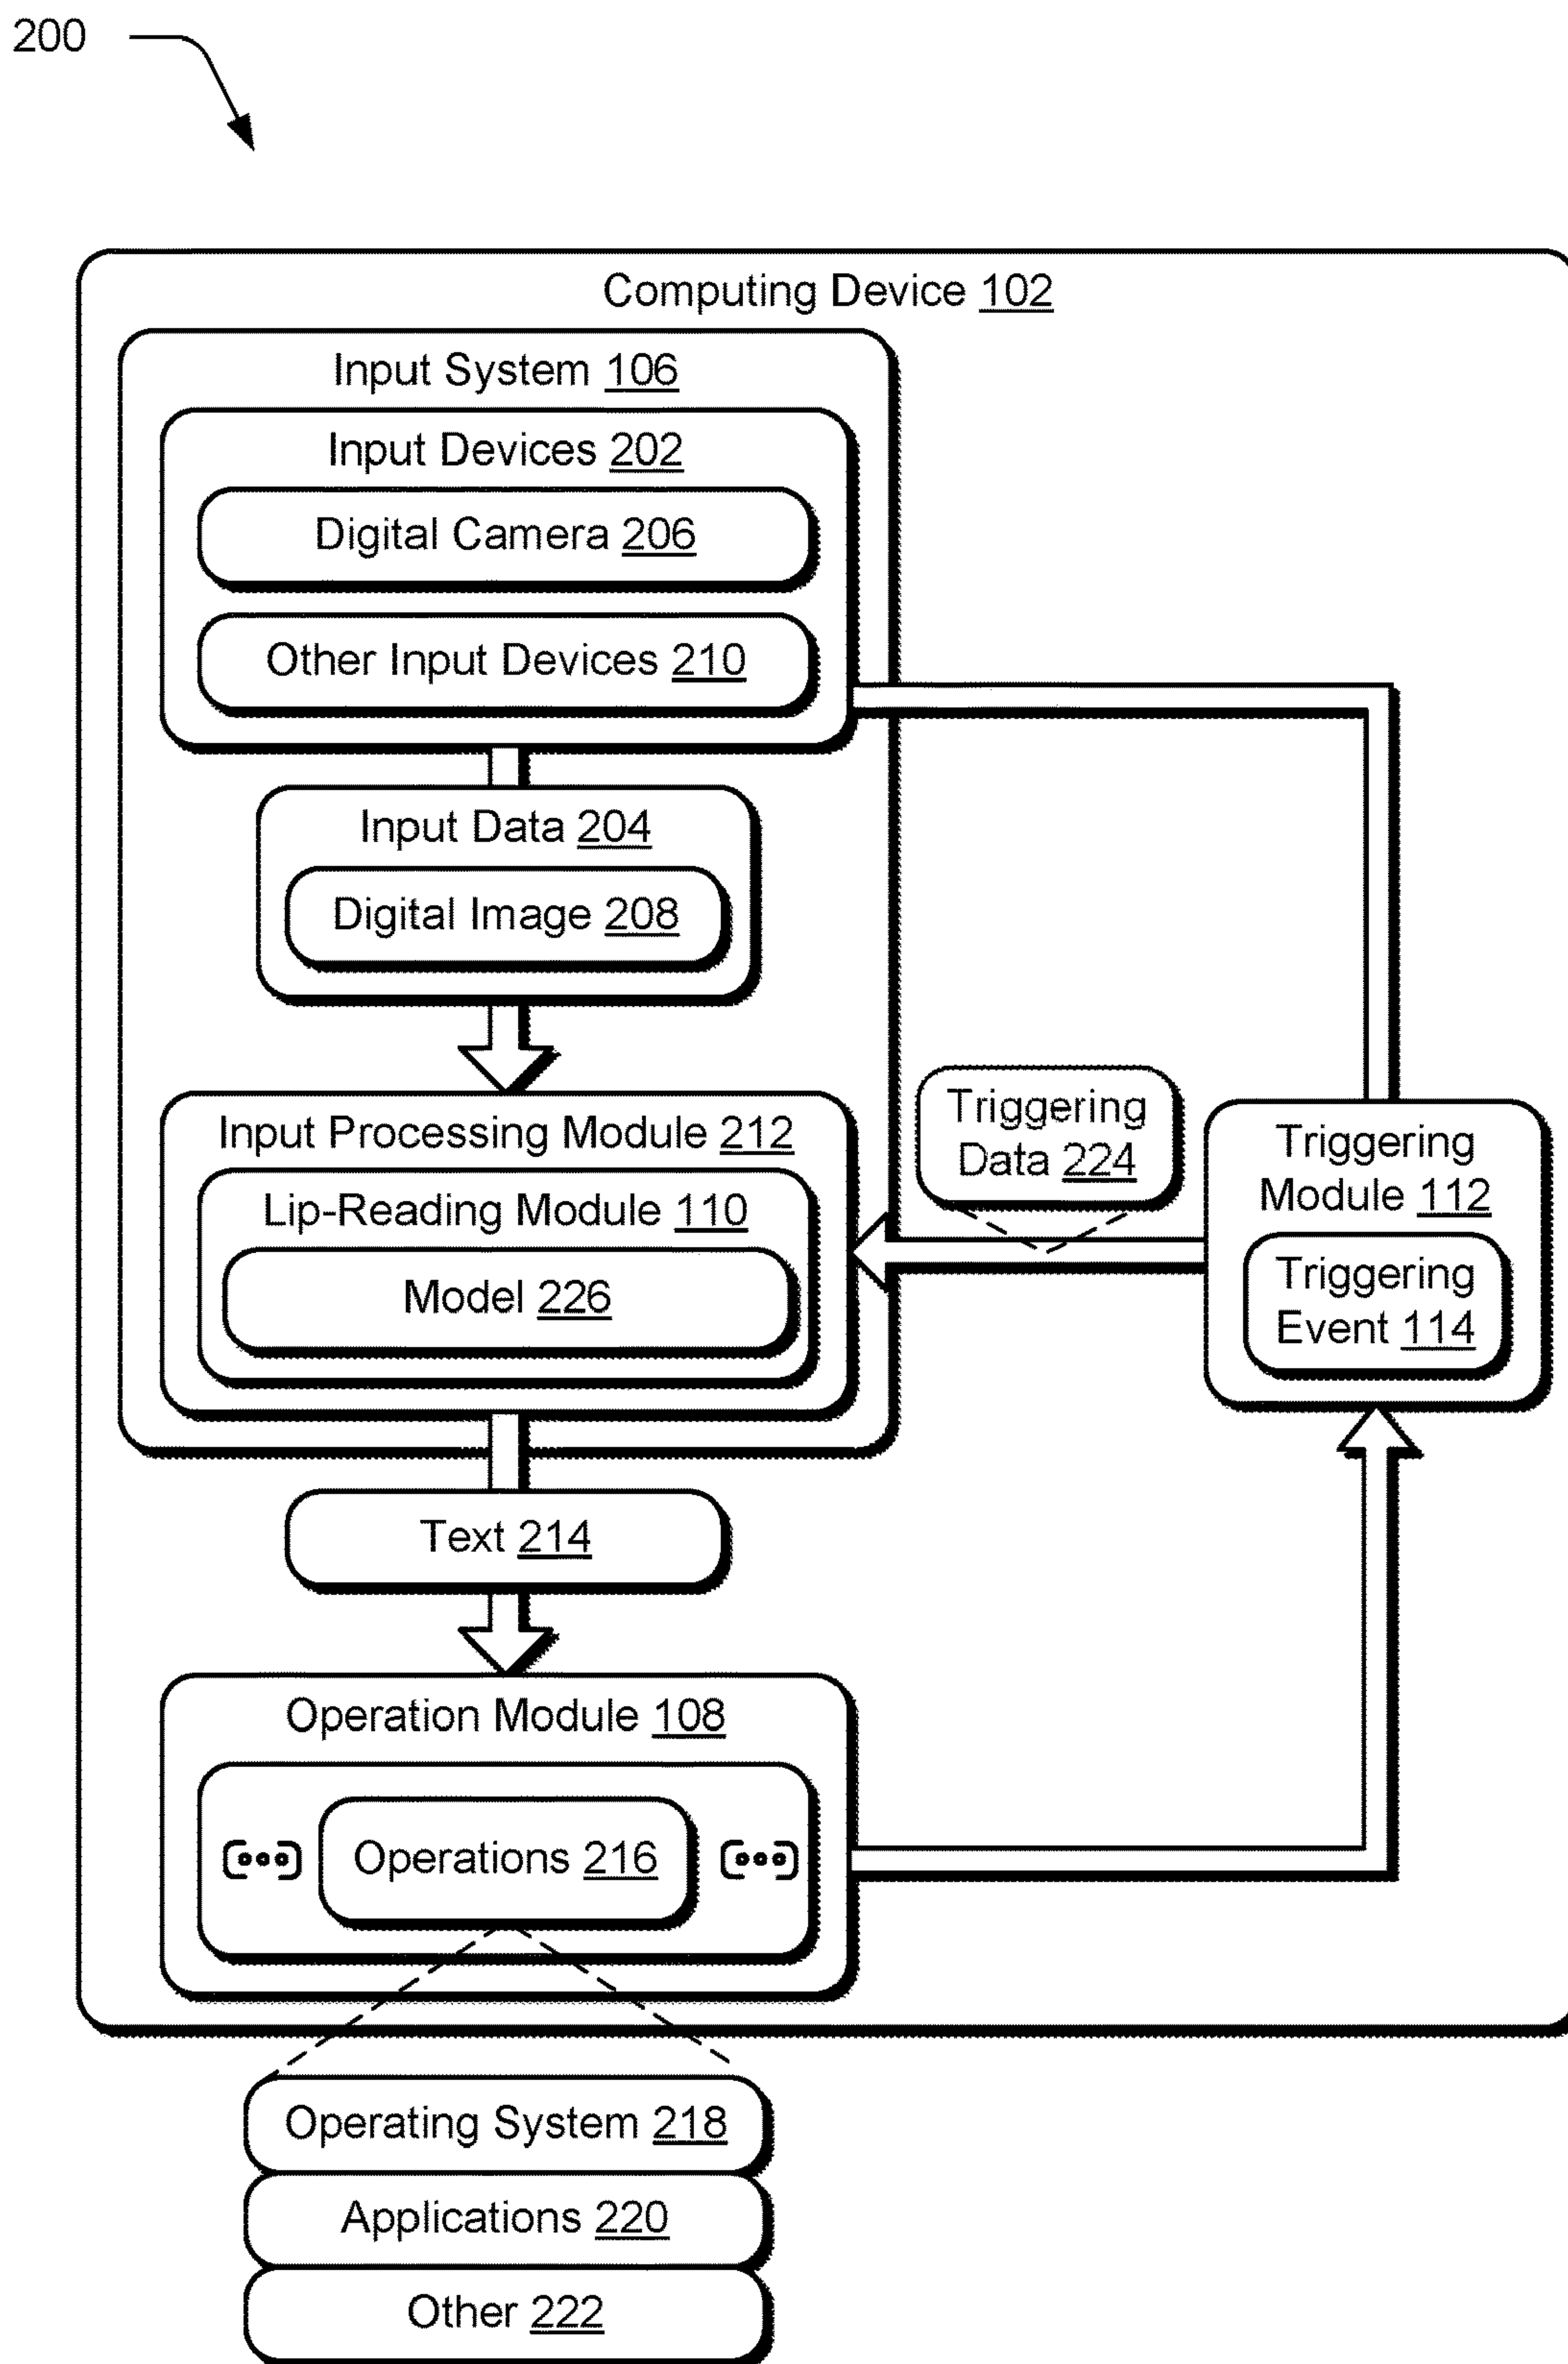 200
Computing Device 102
Input System 106
Input Devices 202
Digital Camera 206
Other Input Devices 210
Input Data 204
Digital Image 208
Input Processing Module 212
Lip-Reading Module 110
Model 226
Triggering
Data 224
Triggering
Module 112
Triggering
Event 114
Text 214
Operation Module 108
Operations 216
Operating System 218
Applications 220
Other 222